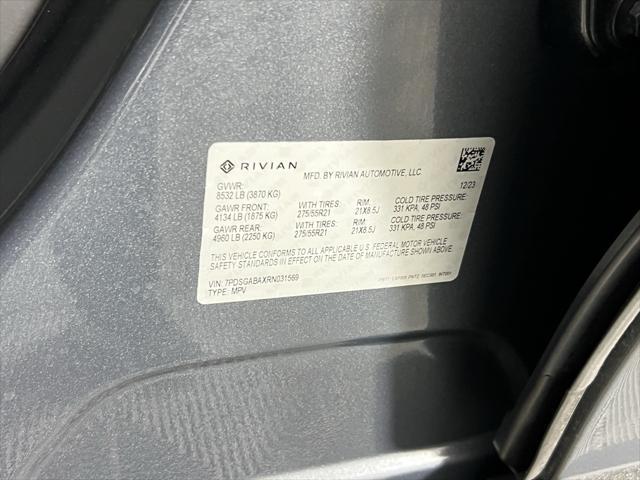 RIVIAN
MFD. BY RIVIAN AUTOMOTIVE, LLC.
GVWR:
8532 LB (3870 KG)
12/23
GAWR FRONT: WITH TIRES: RIM: COLD TIRE PRESSURE:
4134 LB (1875 KG) 275/55R21 21X8.5J 331 KPA, 48 PSI
GAWR REAR: WITH TIRES: RIM: COLD TIRE PRESSURE:
4960 LB (2250 KG) 275/55R21 21X8.5J 331 KPA, 48 PSI
THIS VEHICLE CONFORMS TO ALL APPLICABLE U.S. FEDERAL MOTOR VEHICLE
SAFETY STANDARDS IN EFFECT ON THE DATE OF MANUFACTURE SHOWN ABOVE.
VIN: 7PDSGABAXRN031569
TYPE: MPV